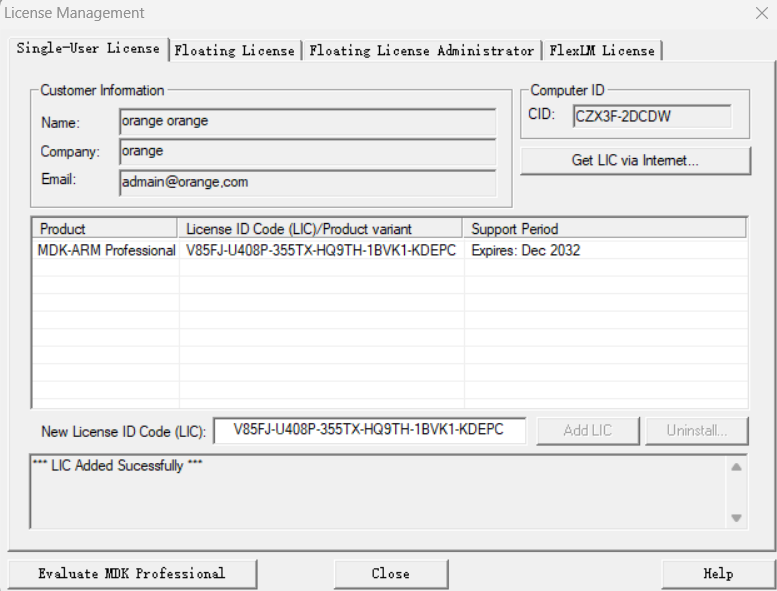 License Management
Single-User License Floating License Floating License Administrator FlexLM License
Customer Information
Name: orange orange
Company: orange
Email: admain@orange.com
Computer ID
CID: CZX3F-2DCDW
Get LIC via Internet...
Product License ID Code (LIC)/Product variant Support Period
MDK-ARM Professional V85FJ-U408P-355TX-HQ9TH-1BVK1-KDEPC Expires: Dec 2032
New License ID Code (LIC): V85FJ-U408P-355TX-HQ9TH-1BVK1-KDEPC Add LIC Uninstall...
*** LIC Added Sucessfully ***
Evaluate MDK Professional Close Help